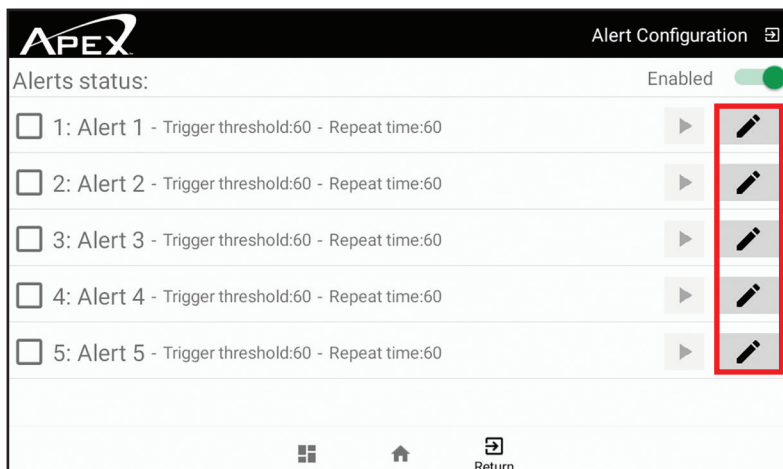 APEX
Alert Configuration
Alerts status:
Enabled
1: Alert 1 - Trigger threshold:60 - Repeat time:60
2: Alert 2 - Trigger threshold:60 - Repeat time:60
3: Alert 3 - Trigger threshold:60 - Repeat time:60
4: Alert 4 - Trigger threshold:60 - Repeat time:60
5: Alert 5 - Trigger threshold:60 - Repeat time:60
Return